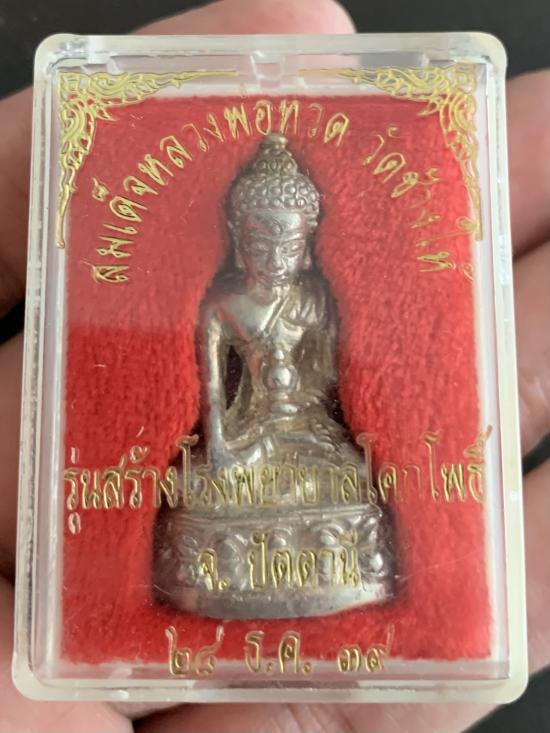 สมเด็จหลวงพ่อทวด วัดช้างให้
รุ่นสร้างโรงพยาบาลโคกโพธิ์
จ. ปัตตานี
๒๘ ธ.ค. ๓๙